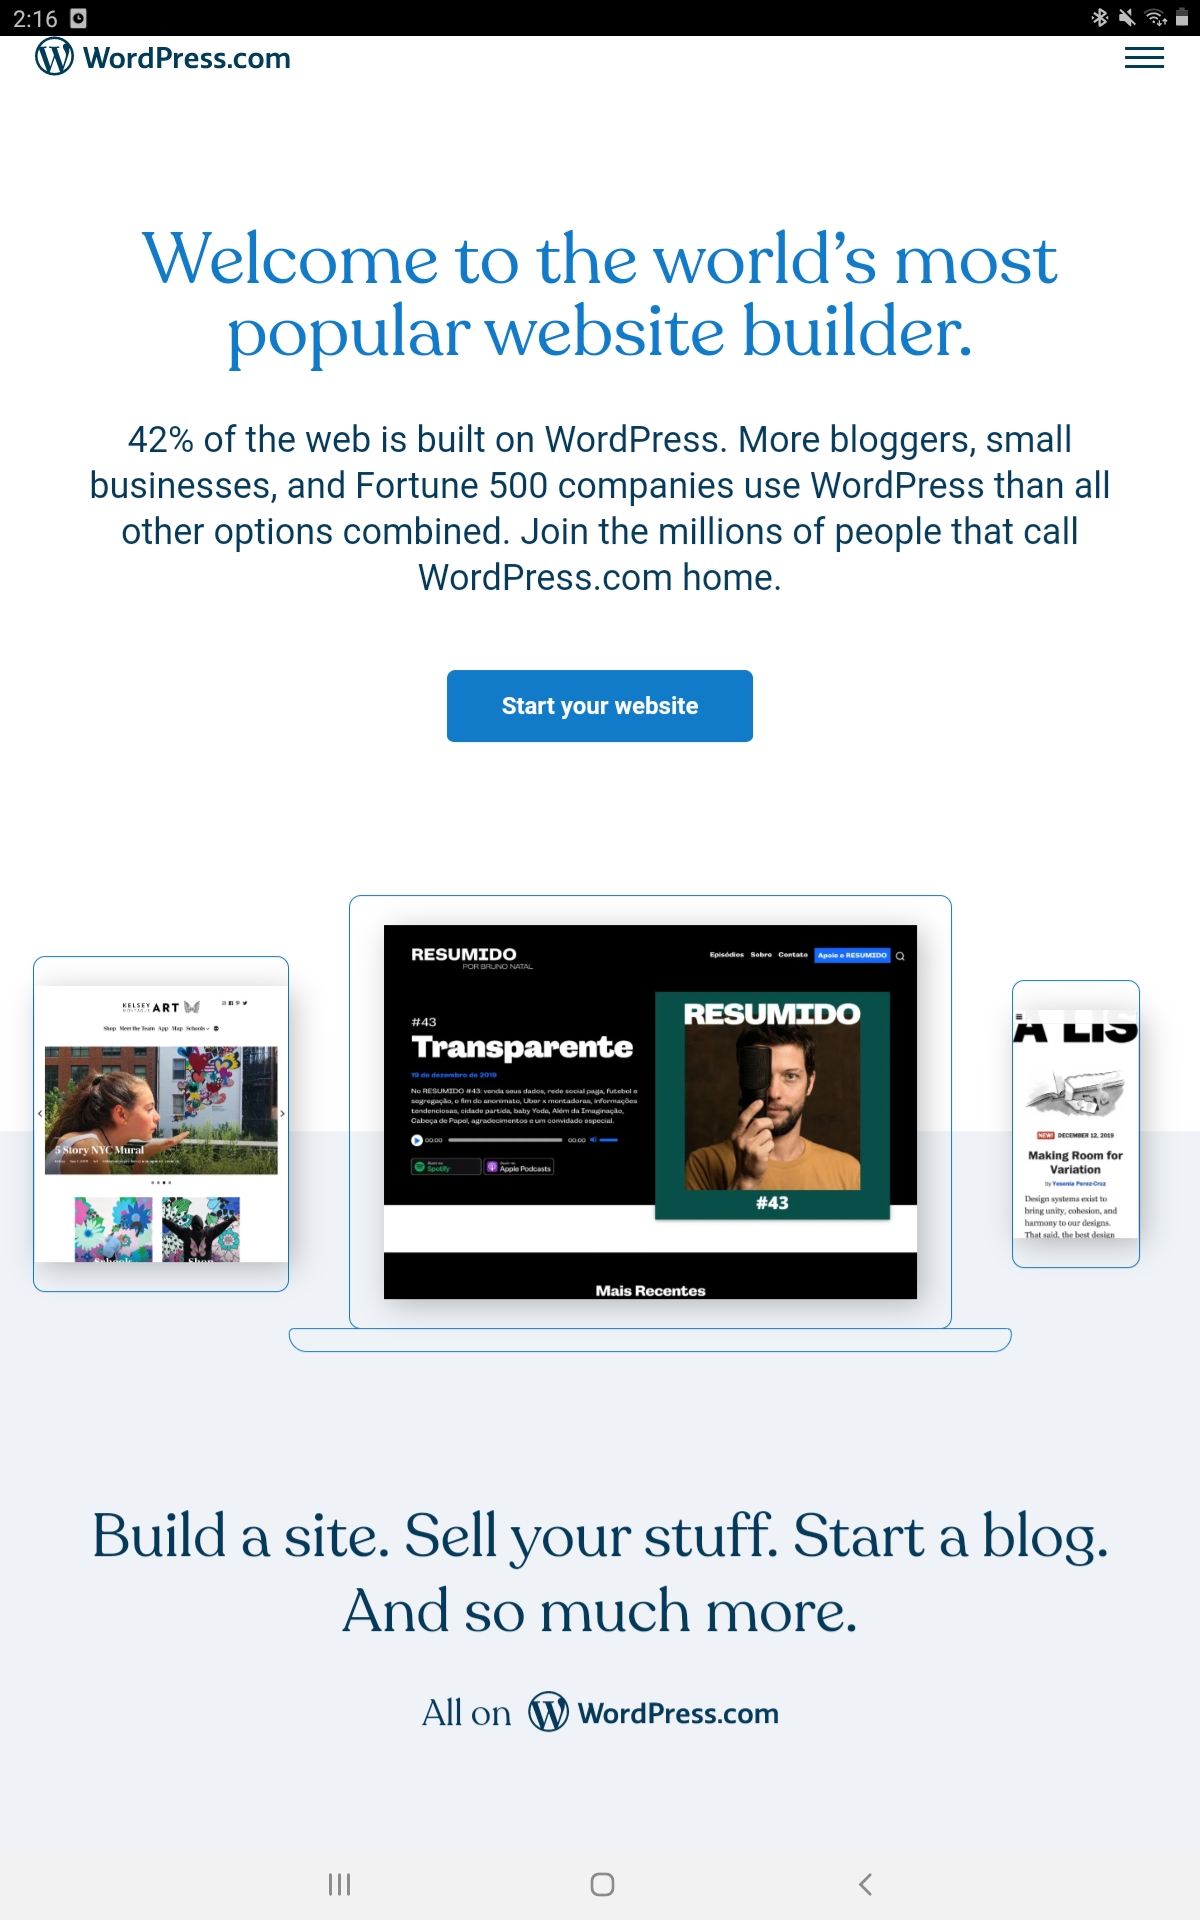 2:16
WordPress.com
Welcome to the world’s most
popular website builder.
42% of the web is built on WordPress. More bloggers, small
businesses, and Fortune 500 companies use WordPress than all
other options combined. Join the millions of people that call
WordPress.com home.
Start your website
KELSEY
MONTAGUE
ART
Shop Meet the Team App Map Schools
5 Story NYC Mural
Schools
Shop
RESUMIDO
POR BRUNO NATAL
Episódios Sobre Contato Apoie o RESUMIDO
#43
Transparente
19 de dezembro de 2019
No RESUMIDO #43: venda seus dados, rede social paga, futebol e
segregação, o fim do anonimato, Uber x montadoras, informações
tendenciosas, cidade partida, baby Yoda, Além da Imaginação,
Cabeça de Papel, agradecimentos e um convidado especial.
00:00
00:00
Spotify
Apple Podcasts
RESUMIDO
#43
Mais Recentes
A LIS
NEW! DECEMBER 12, 2019
Making Room for
Variation
by Yesenia Perez-Cruz
Design systems exist to
bring unity, cohesion, and
harmony to our designs.
That said, the best design
Build a site. Sell your stuff. Start a blog.
And so much more.
All on WordPress.com